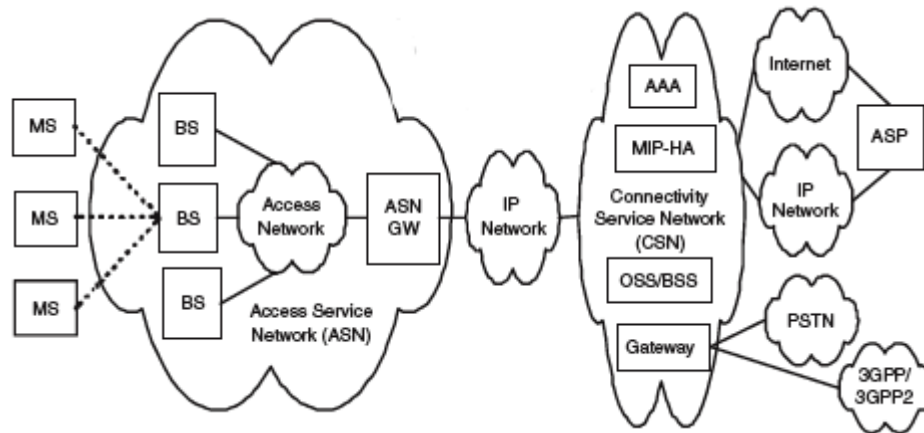 MS
MS
MS
BS
BS
BS
Access
Network
ASN
GW
Access Service
Network (ASN)
IP
Network
AAA
MIP-HA
Connectivity
Service Network
(CSN)
OSS/BSS
Gateway
Internet
IP
Network
ASP
PSTN
3GPP/
3GPP2